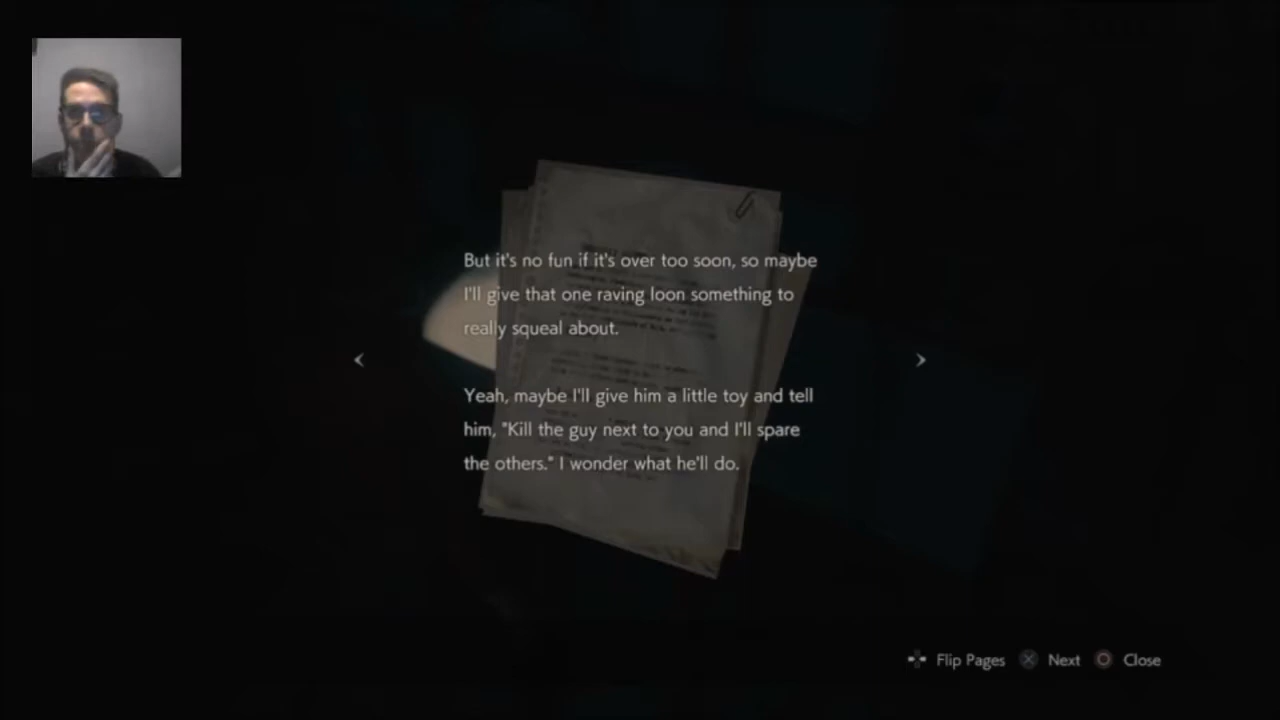 But it's no fun if it's over too soon, so maybe
I'll give that one raving loon something to
really squeal about.
Yeah, maybe I'll give him a little toy and tell
him, "Kill the guy next to you and I'll spare
the others." I wonder what he'll do.
Flip Pages Next Close